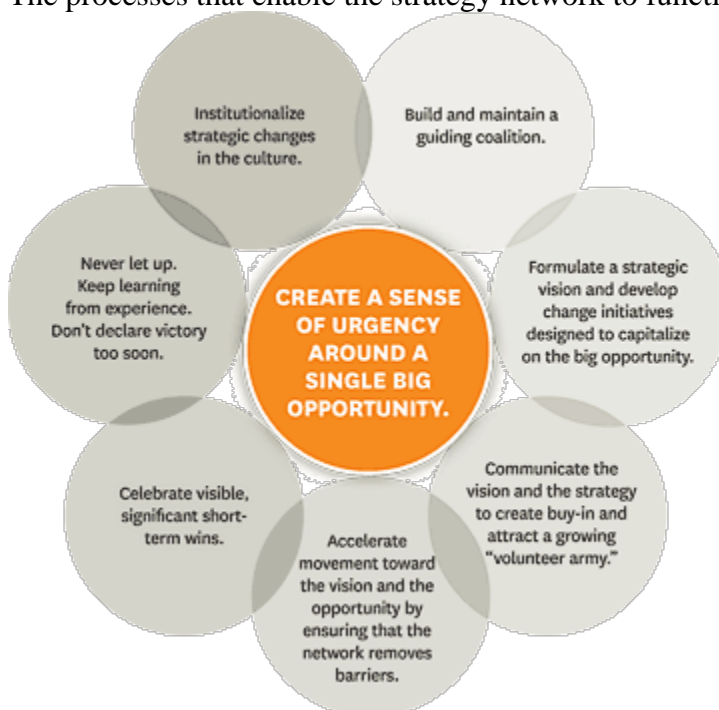 The processes that enable the strategy network to functi
CREATE A SENSE
OF URGENCY
AROUND A
SINGLE BIG
OPPORTUNITY.
Build and maintain a
guiding coalition.
Formulate a strategic
vision and develop
change initiatives
designed to capitalize
on the big opportunity.
Communicate the
vision and the strategy
to create buy-in and
attract a growing
“volunteer army.”
Accelerate
movement toward
the vision and the
opportunity by
ensuring that the
network removes
barriers.
Celebrate visible,
significant short-
term wins.
Never let up.
Keep learning
from experience.
Don’t declare victory
too soon.
Institutionalize
strategic changes
in the culture.